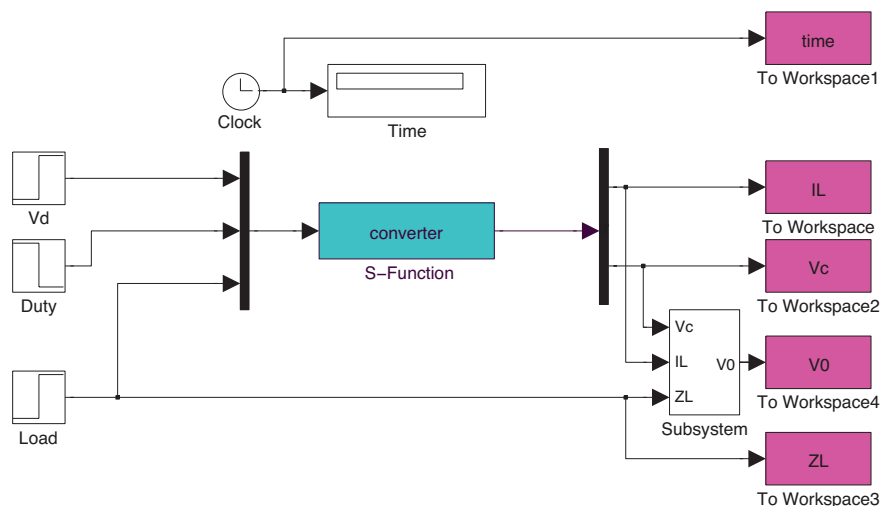 time
To Workspace1
Clock
Time
Vd
converter
S-Function
IL
To Workspace
Duty
Vc
To Workspace2
Vc
IL
V0
ZL
Subsystem
V0
To Workspace4
Load
ZL
To Workspace3